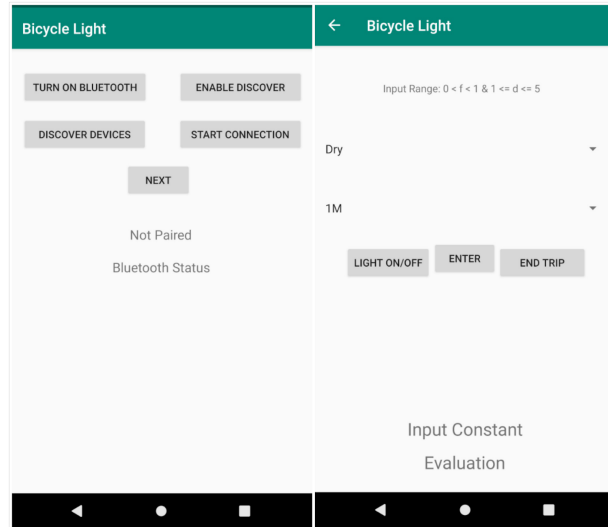 Bicycle Light
TURN ON BLUETOOTH
ENABLE DISCOVER
DISCOVER DEVICES
START CONNECTION
NEXT
Not Paired
Bluetooth Status
Bicycle Light
Input Range: 0 < f < 1 & 1 <= d <= 5
Dry
1M
LIGHT ON/OFF
ENTER
END TRIP
Input Constant
Evaluation